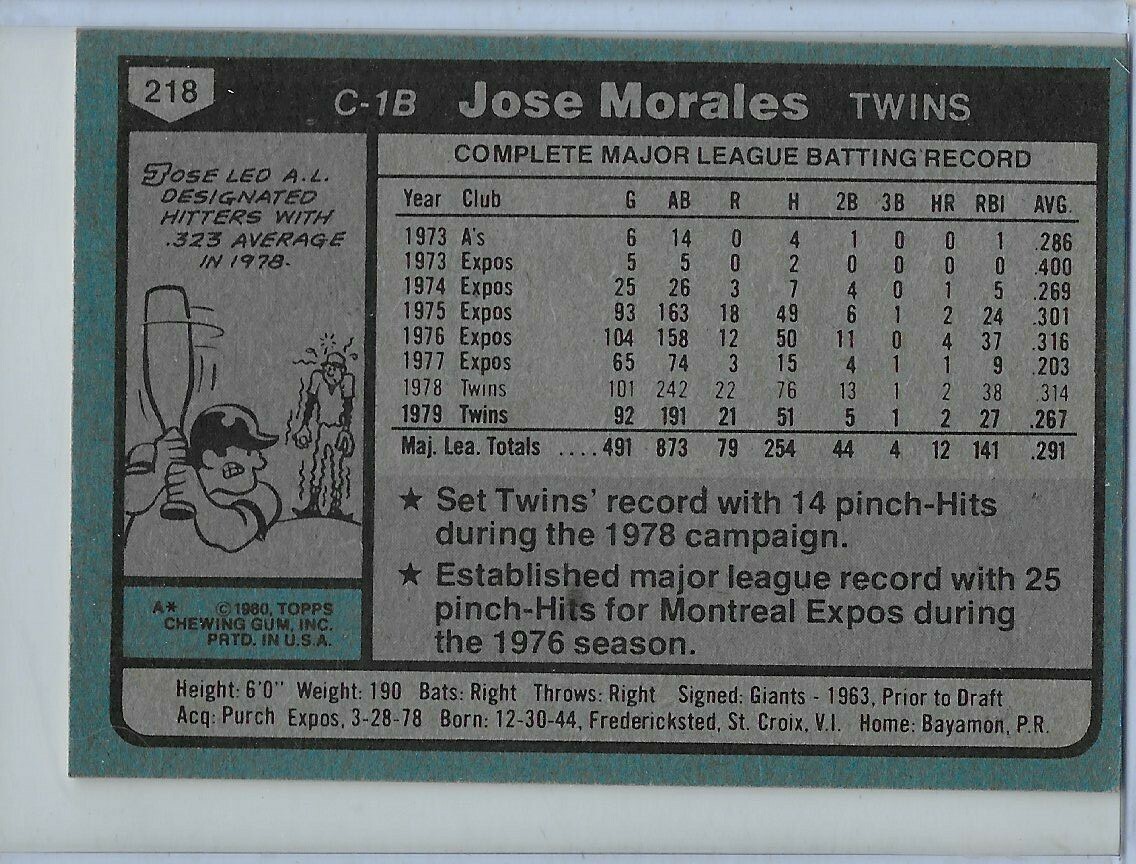 218 C-1B Jose Morales TWINS
JOSE LED A.L.
DESIGNATED
HITTERS WITH
.323 AVERAGE
IN 1978.
A* ©1980, TOPPS
CHEWING GUM, INC.
PRTD. IN U.S.A.
COMPLETE MAJOR LEAGUE BATTING RECORD
Year Club G AB R H 2B 3B HR RBI AVG.
1973 A's 6 14 0 4 1 0 0 1 .286
1973 Expos 5 5 0 2 0 0 0 0 .400
1974 Expos 25 26 3 7 4 0 1 5 .269
1975 Expos 93 163 18 49 6 1 2 24 .301
1976 Expos 104 158 12 50 11 0 4 37 .316
1977 Expos 65 74 3 15 4 1 1 9 .203
1978 Twins 101 242 22 76 13 1 2 38 .314
1979 Twins 92 191 21 51 5 1 2 27 .267
Maj. Lea. Totals ....491 873 79 254 44 4 12 141 .291
★ Set Twins' record with 14 pinch-Hits
during the 1978 campaign.
★ Established major league record with 25
pinch-Hits for Montreal Expos during
the 1976 season.
Height: 6'0" Weight: 190 Bats: Right Throws: Right Signed: Giants - 1963, Prior to Draft
Acq: Purch Expos, 3-28-78 Born: 12-30-44, Fredericksted, St. Croix, V.I. Home: Bayamon, P.R.